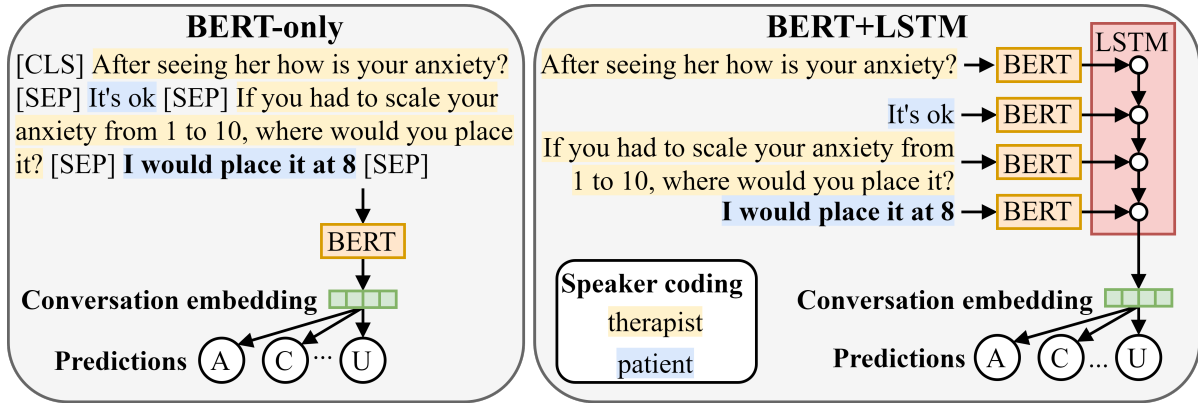 BERT-only
[CLS] After seeing her how is your anxiety?
[SEP] It's ok [SEP] If you had to scale your
anxiety from 1 to 10, where would you place
it? [SEP] I would place it at 8 [SEP]
BERT
Conversation embedding
Predictions A C ... U
BERT+LSTM
LSTM
After seeing her how is your anxiety? BERT
It's ok BERT
If you had to scale your anxiety from
1 to 10, where would you place it? BERT
I would place it at 8 BERT
Speaker coding
therapist
patient
Conversation embedding
Predictions A C ... U